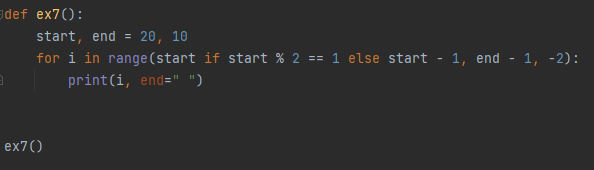 def ex7():
    start, end = 20, 10
    for i in range(start if start % 2 == 1 else start - 1, end - 1, -2):
        print(i, end=" ")
ex7()